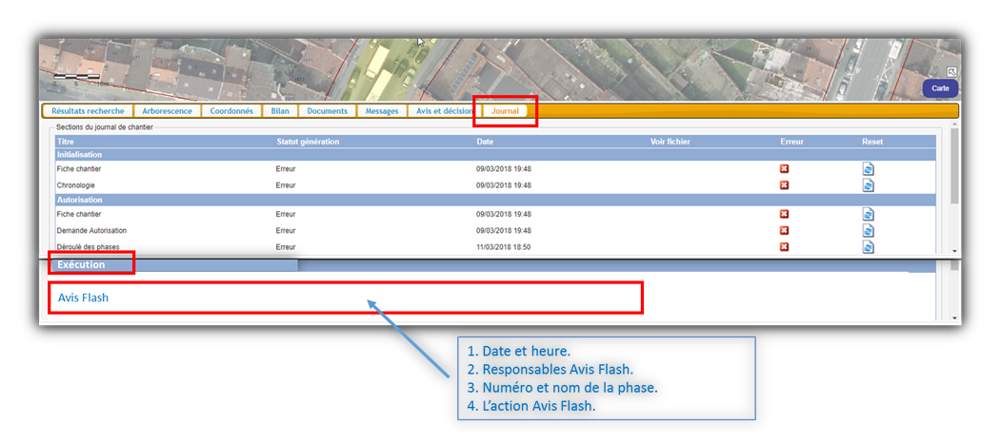 0 5 10m
Carte
Résultats recherche Arborescence Coordonnés Bilan Documents Messages Avis et décision Journal
Sections du journal de chantier
Titre Statut génération Date Voir fichier Erreur Reset
Initialisation
Fiche chantier Erreur 09/03/2018 19:48
Chronologie Erreur 09/03/2018 19:48
Autorisation
Fiche chantier Erreur 09/03/2018 19:48
Demande Autorisation Erreur 09/03/2018 19:48
Déroulé des phases Erreur 11/03/2018 18:50
Exécution
Avis Flash
1. Date et heure.
2. Responsables Avis Flash.
3. Numéro et nom de la phase.
4. L’action Avis Flash.